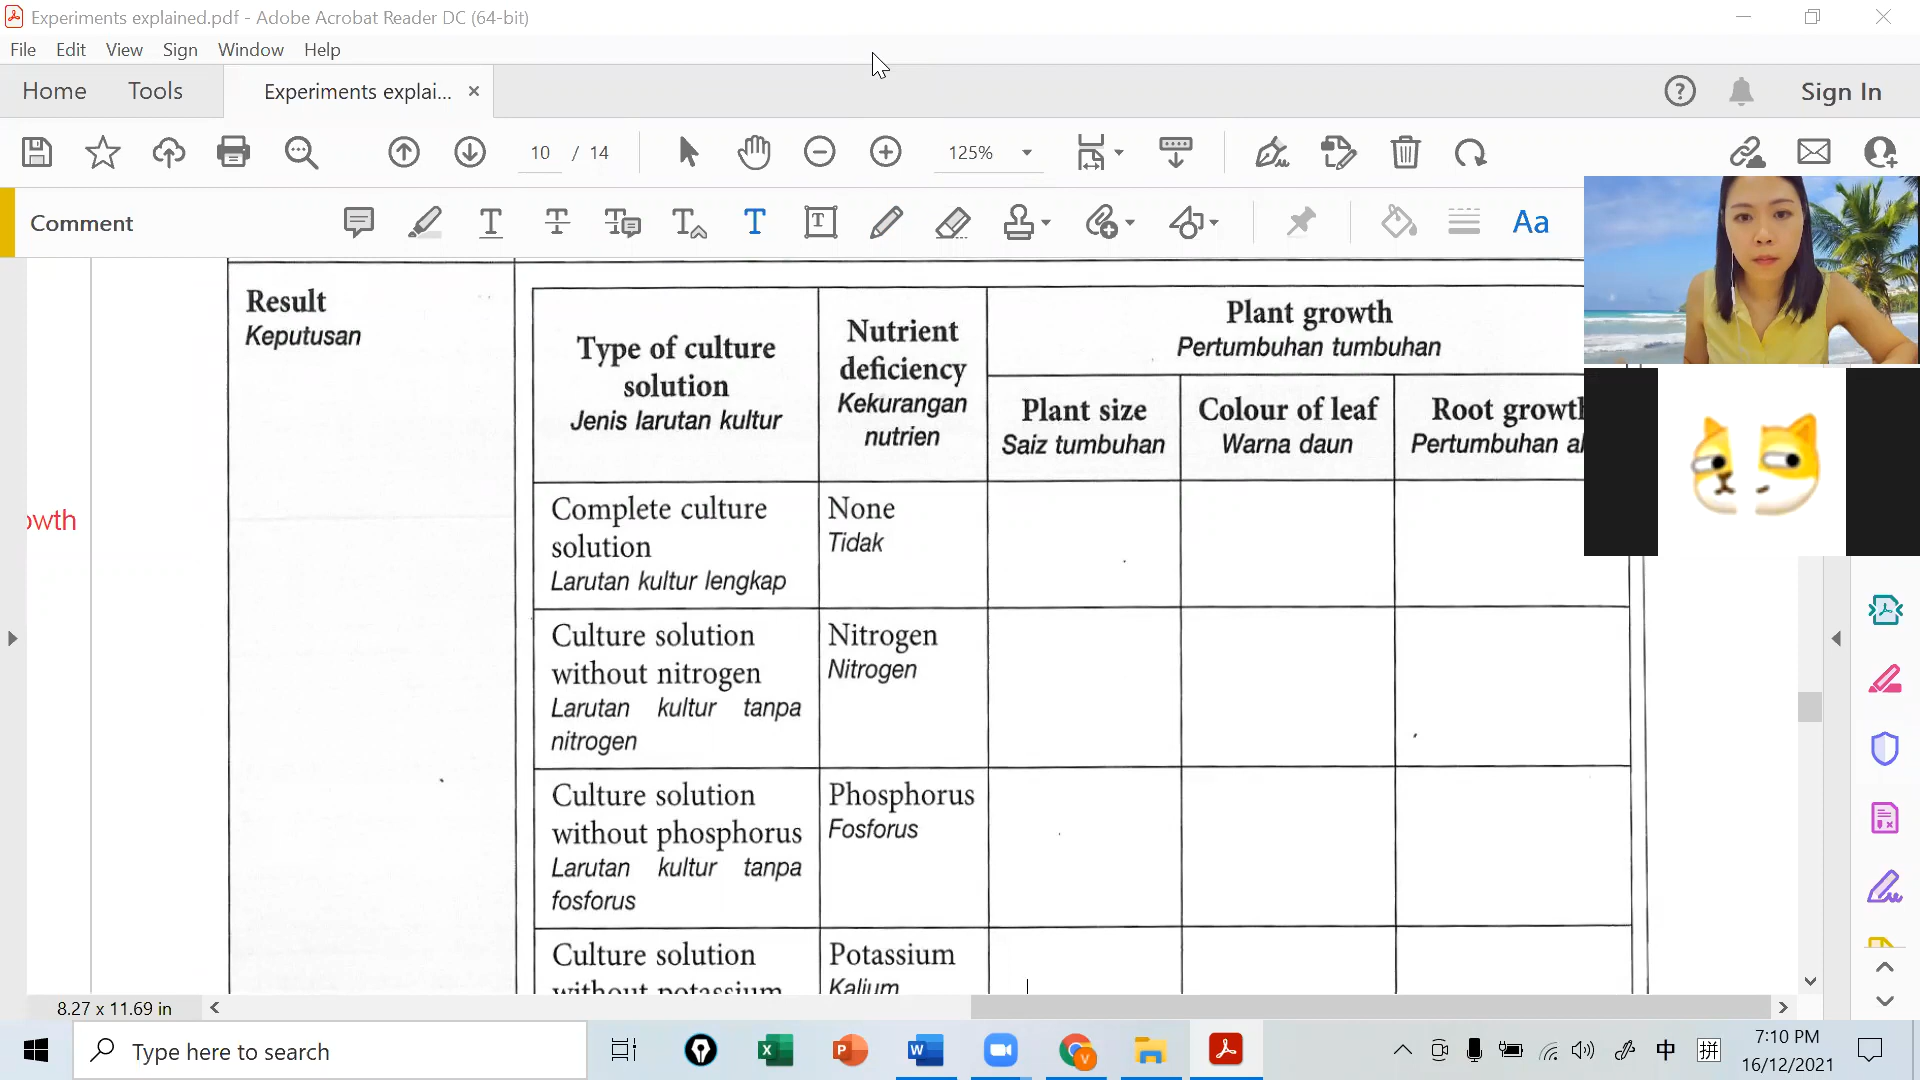 Experiments explained.pdf - Adobe Acrobat Reader DC (64-bit)
File Edit View Sign Window Help
Home Tools Experiments explai... × Sign In
10 / 14 125%
Comment Aa
Result
Keputusan
Type of culture
solution
Jenis larutan kultur
Nutrient
deficiency
Kekurangan
nutrien
Plant growth
Pertumbuhan tumbuhan
Plant size
Saiz tumbuhan
Colour of leaf
Warna daun
Root growth
Pertumbuhan
owth
Complete culture
solution
Larutan kultur lengkap
None
Tidak
Culture solution
without nitrogen
Larutan kultur tanpa
nitrogen
Nitrogen
Nitrogen
Culture solution
without phosphorus
Larutan kultur tanpa
fosforus
Phosphorus
Fosforus
Culture solution
without potassium
Potassium
Kalium
8.27 x 11.69 in
Type here to search
中 拼
7:10 PM
16/12/2021